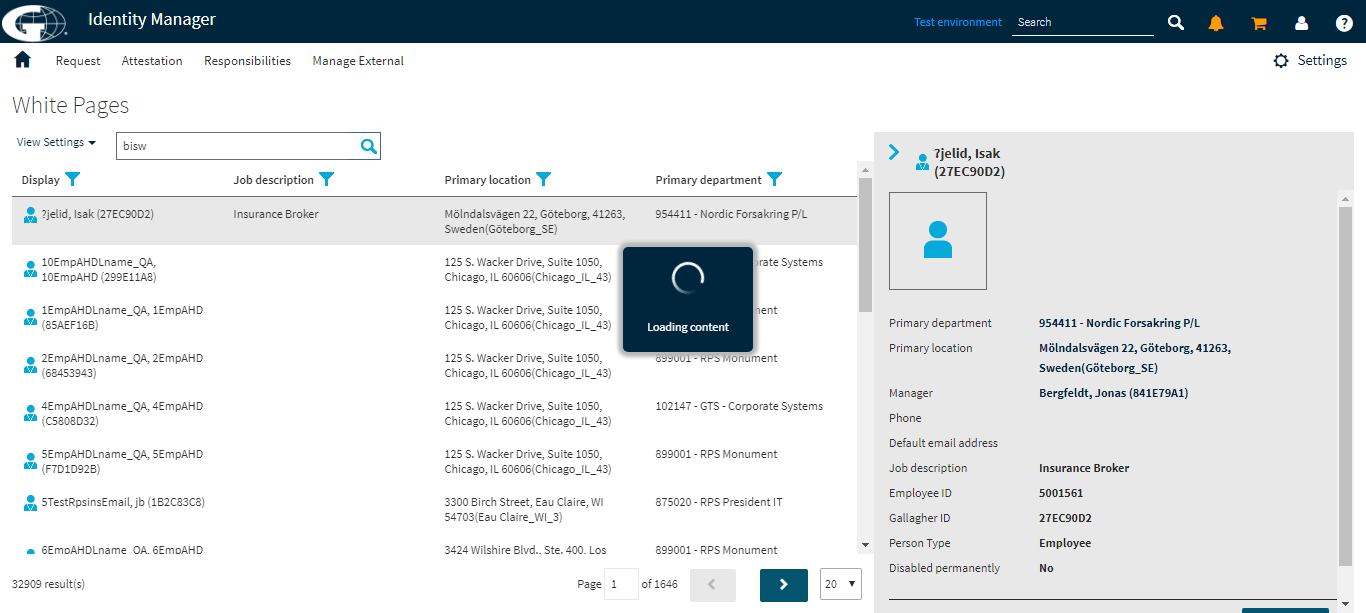 Identity Manager
Test environment
Search
Request
Attestation
Responsibilities
Manage External
Settings
White Pages
View Settings
bisw
Display
Job description
Primary location
Primary department
?jelid, Isak (27EC90D2)
Insurance Broker
Mölndalsvägen 22, Göteborg, 41263,
Sweden(Göteborg_SE)
954411 - Nordic Forsakring P/L
10EmpAHDLname_QA,
10EmpAHD (299E11A8)
125 S. Wacker Drive, Suite 1050,
Chicago, IL 60606(Chicago_IL_43)
Corporate Systems
1EmpAHDLname_QA, 1EmpAHD
(85AEF16B)
125 S. Wacker Drive, Suite 1050,
Chicago, IL 60606(Chicago_IL_43)
2EmpAHDLname_QA, 2EmpAHD
(68453943)
125 S. Wacker Drive, Suite 1050,
Chicago, IL 60606(Chicago_IL_43)
899001 - RPS Monument
4EmpAHDLname_QA, 4EmpAHD
(C5808D32)
125 S. Wacker Drive, Suite 1050,
Chicago, IL 60606(Chicago_IL_43)
102147 - GTS - Corporate Systems
5EmpAHDLname_QA, 5EmpAHD
(F7D1D92B)
125 S. Wacker Drive, Suite 1050,
Chicago, IL 60606(Chicago_IL_43)
899001 - RPS Monument
5TestRpsinsEmail, jb (1B2C83C8)
3300 Birch Street, Eau Claire, WI
54703(Eau Claire_WI_3)
875020 - RPS President IT
6EmpAHDLname_QA, 6EmpAHD
3424 Wilshire Blvd., Ste. 400, Los
899001 - RPS Monument
Loading content
32909 result(s)
Page 1 of 1646
20
?jelid, Isak
(27EC90D2)
Primary department
954411 - Nordic Forsakring P/L
Primary location
Mölndalsvägen 22, Göteborg, 41263,
Sweden(Göteborg_SE)
Manager
Bergfeldt, Jonas (841E79A1)
Phone
Default email address
Job description
Insurance Broker
Employee ID
5001561
Gallagher ID
27EC90D2
Person Type
Employee
Disabled permanently
No